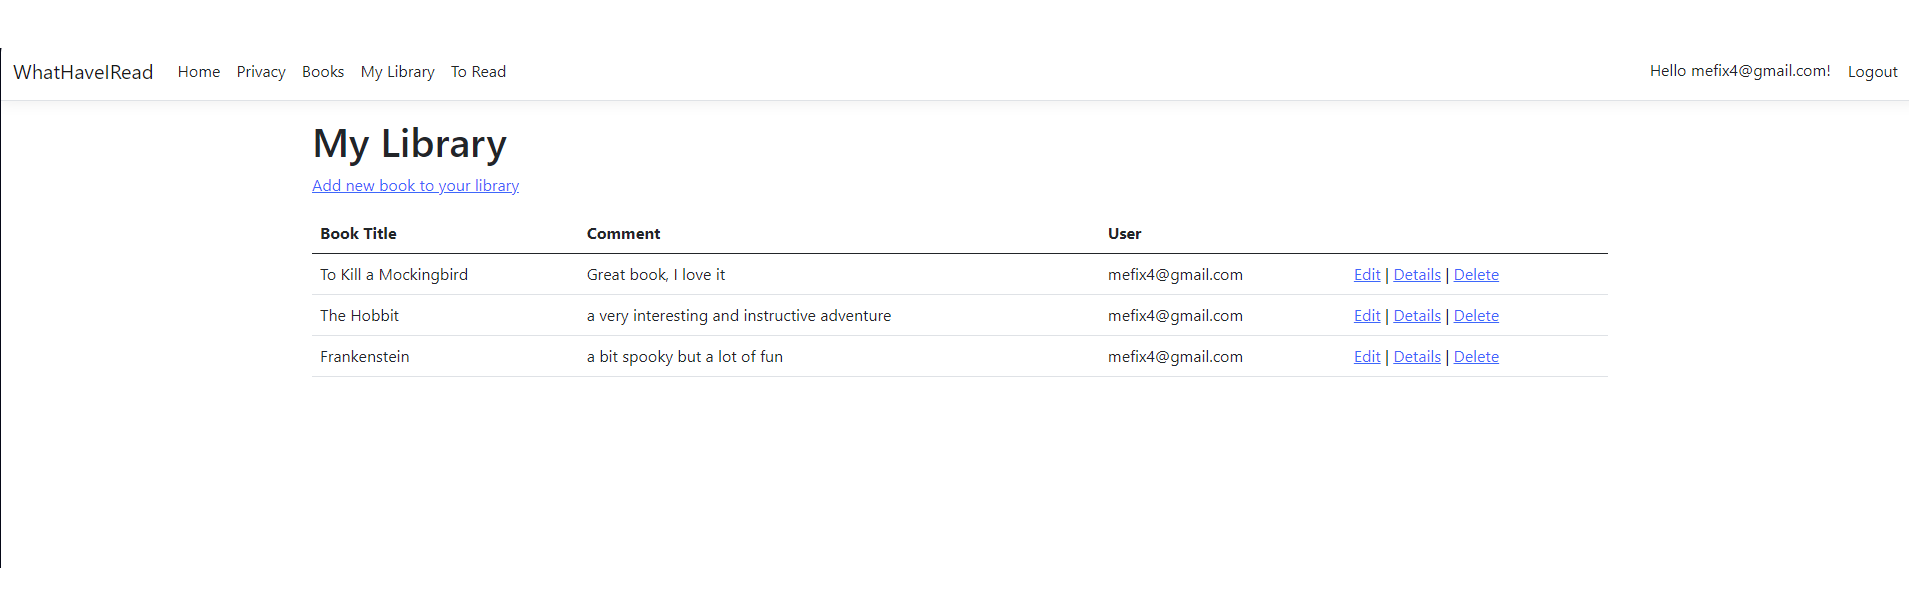 WhatHaveIRead Home Privacy Books My Library To Read Hello mefix4@gmail.com! Logout
My Library
Add new book to your library
Book Title Comment User
To Kill a Mockingbird Great book, I love it mefix4@gmail.com Edit | Details | Delete
The Hobbit a very interesting and instructive adventure mefix4@gmail.com Edit | Details | Delete
Frankenstein a bit spooky but a lot of fun mefix4@gmail.com Edit | Details | Delete